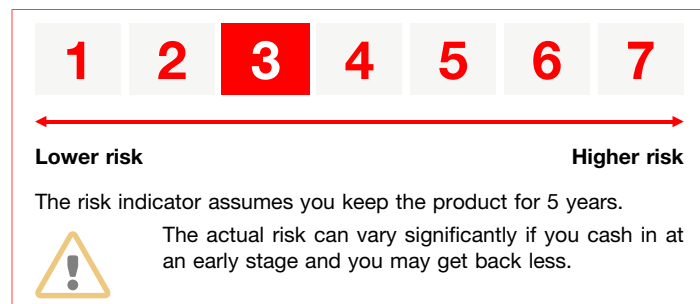 1 2 3 4 5 6 7
Lower risk Higher risk
The risk indicator assumes you keep the product for 5 years.
The actual risk can vary significantly if you cash in at
an early stage and you may get back less.